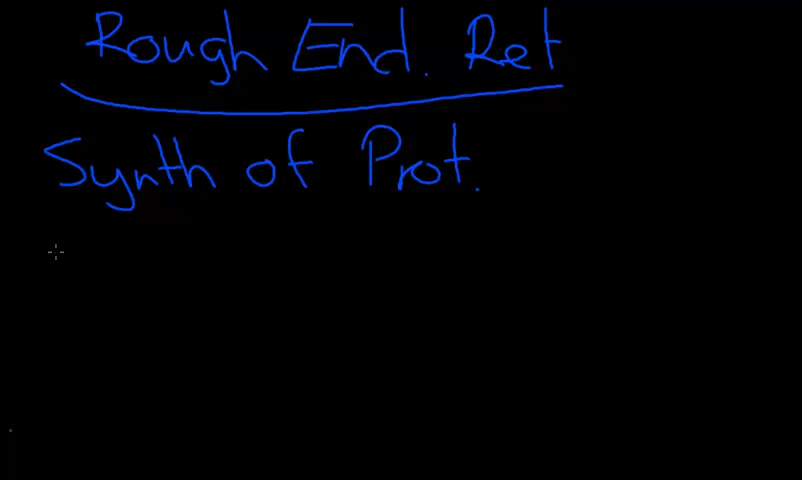 Rough End. Ret
Synth of Prot.